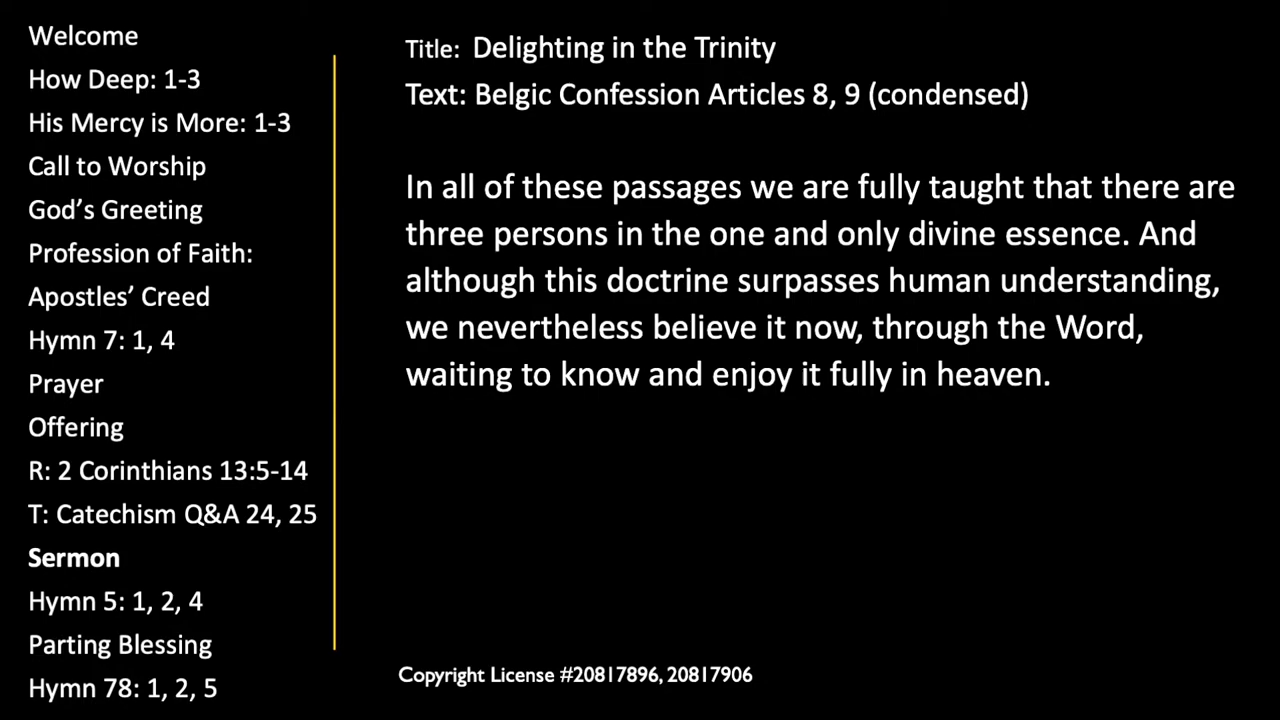 Welcome
How Deep: 1-3
His Mercy is More: 1-3
Call to Worship
God’s Greeting
Profession of Faith:
Apostles’ Creed
Hymn 7: 1, 4
Prayer
Offering
R: 2 Corinthians 13:5-14
T: Catechism Q&A 24, 25
Sermon
Hymn 5: 1, 2, 4
Parting Blessing
Hymn 78: 1, 2, 5
Title: Delighting in the Trinity
Text: Belgic Confession Articles 8, 9 (condensed)
In all of these passages we are fully taught that there are
three persons in the one and only divine essence. And
although this doctrine surpasses human understanding,
we nevertheless believe it now, through the Word,
waiting to know and enjoy it fully in heaven.
Copyright License #20817896, 20817906